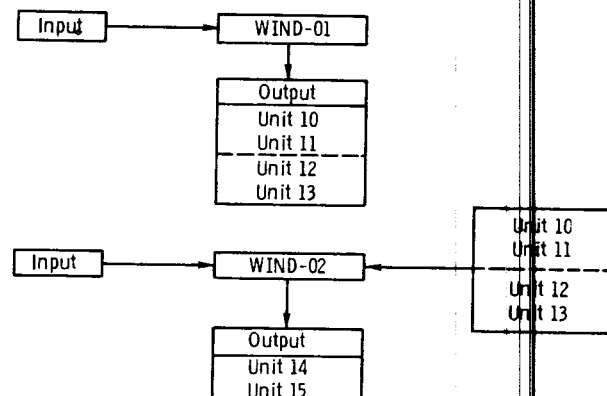 Input
WIND-01
Output
Unit 10
Unit 11
Unit 12
Unit 13
Input
WIND-02
Unit 10
Unit 11
Unit 12
Unit 13
Output
Unit 14
Unit 15